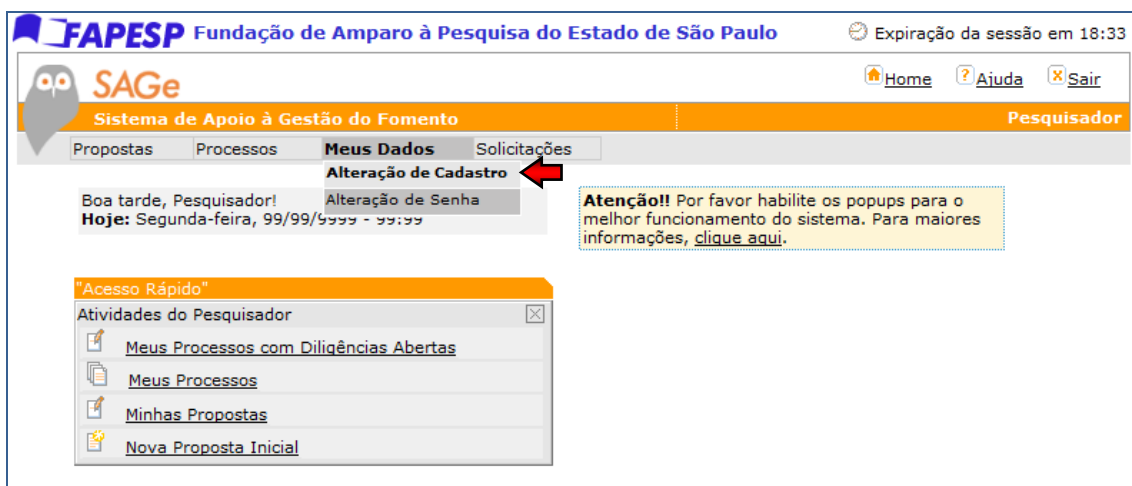 FAPESP Fundação de Amparo à Pesquisa do Estado de São Paulo Expiração da sessão em 18:33
SAGe Home Ajuda Sair
Sistema de Apoio à Gestão do Fomento Pesquisador
Propostas Processos Meus Dados Solicitações
Alteração de Cadastro
Alteração de Senha
Boa tarde, Pesquisador!
Hoje: Segunda-feira, 99/99/9999 - 99:99
Atenção!! Por favor habilite os popups para o
melhor funcionamento do sistema. Para maiores
informações, clique aqui.
"Acesso Rápido"
Atividades do Pesquisador
Meus Processos com Diligências Abertas
Meus Processos
Minhas Propostas
Nova Proposta Inicial